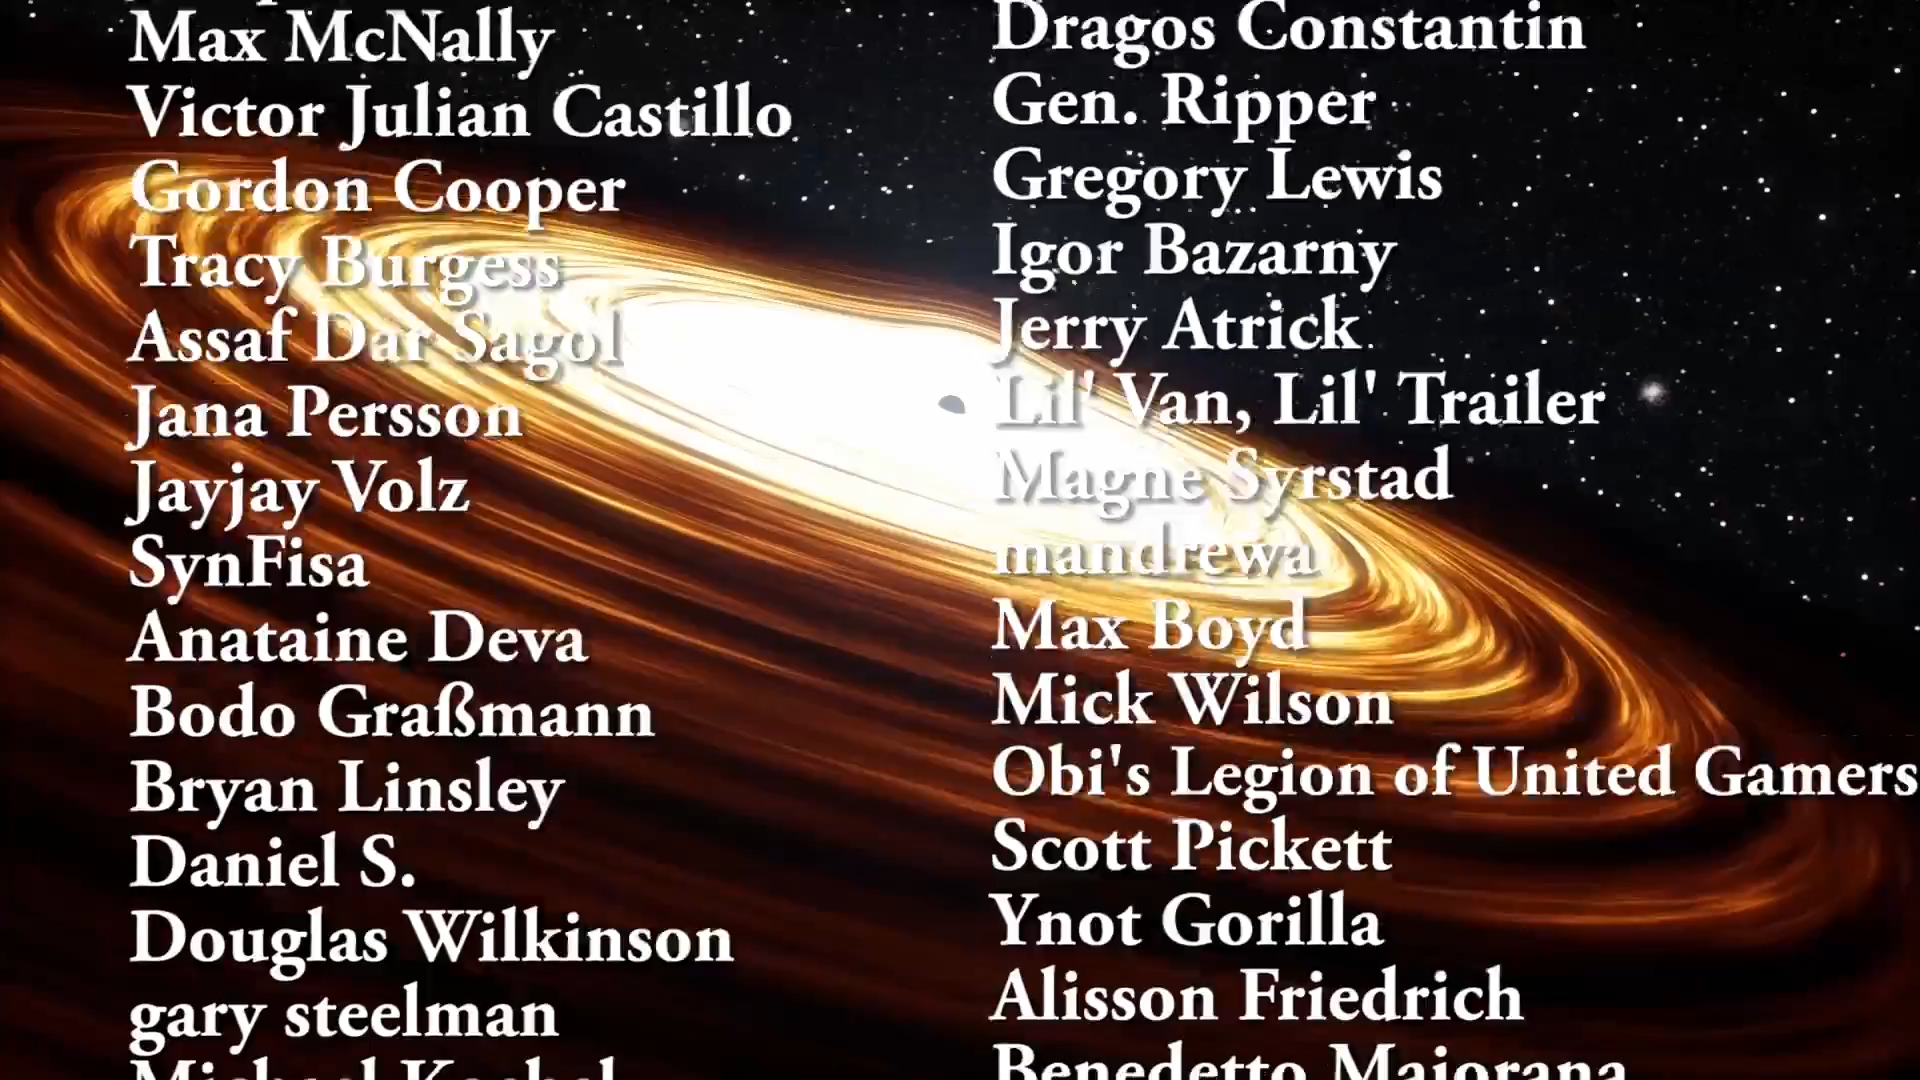 Max McNally
Victor Julian Castillo
Gordon Cooper
Tracy Burgess
Assaf Dar Sagol
Jana Persson
Jayjay Volz
SynFisa
Anataine Deva
Bodo Graßmann
Bryan Linsley
Daniel S.
Douglas Wilkinson
gary steelman
Dragos Constantin
Gen. Ripper
Gregory Lewis
Igor Bazarny
Jerry Atrick
Lil' Van, Lil' Trailer
Magne Syrstad
mandrewa
Max Boyd
Mick Wilson
Obi's Legion of United Gamers
Scott Pickett
Ynot Gorilla
Alisson Friedrich
Benedetto Maiorana